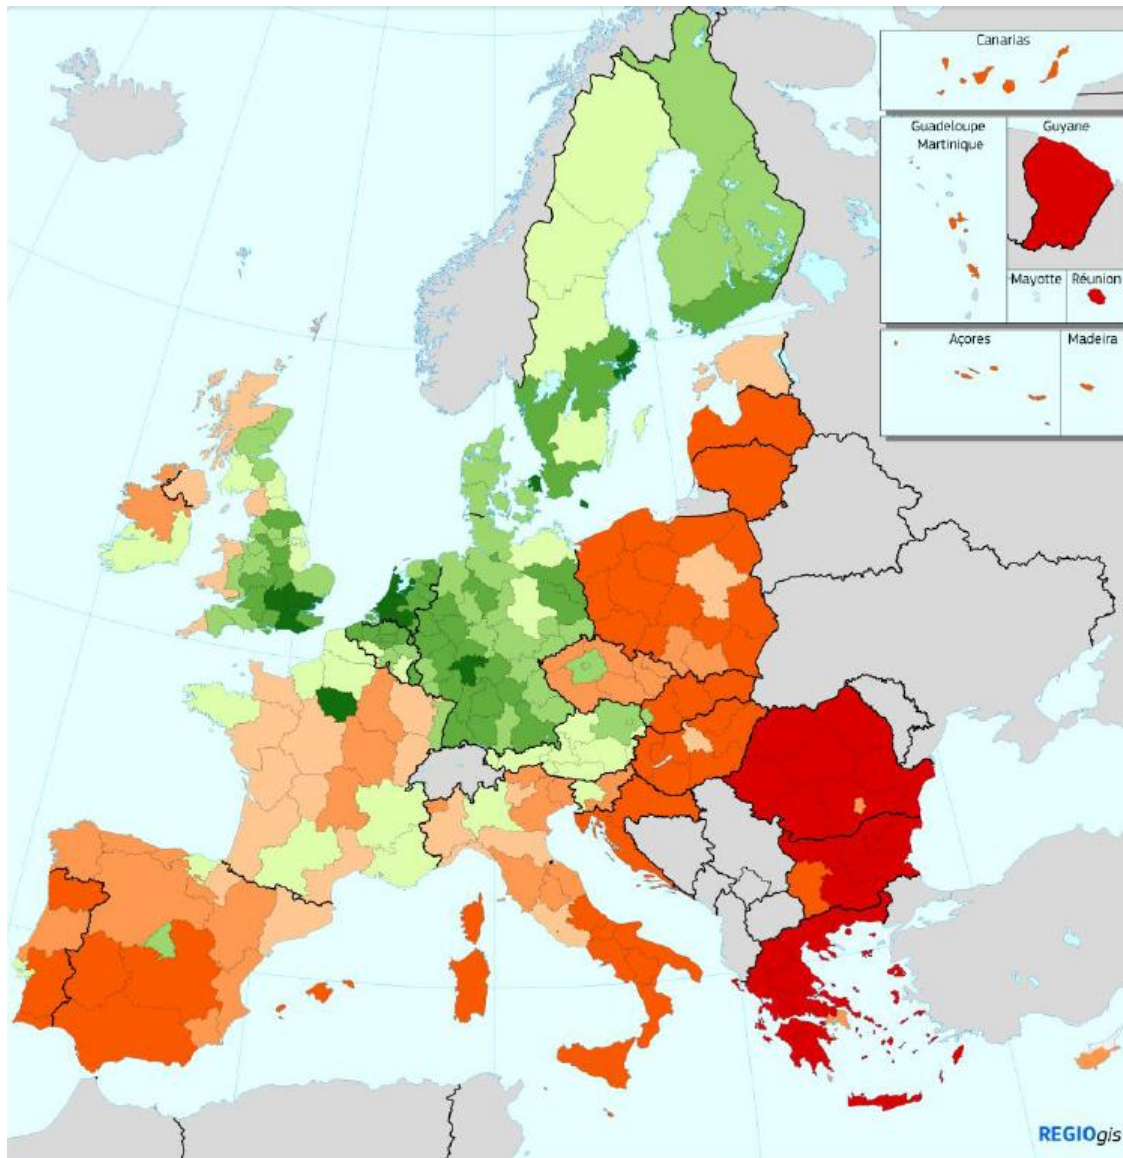 Canarias
Guadeloupe
Martinique
Guyane
Mayotte
Réunion
Açores
Madeira
REGIOgis